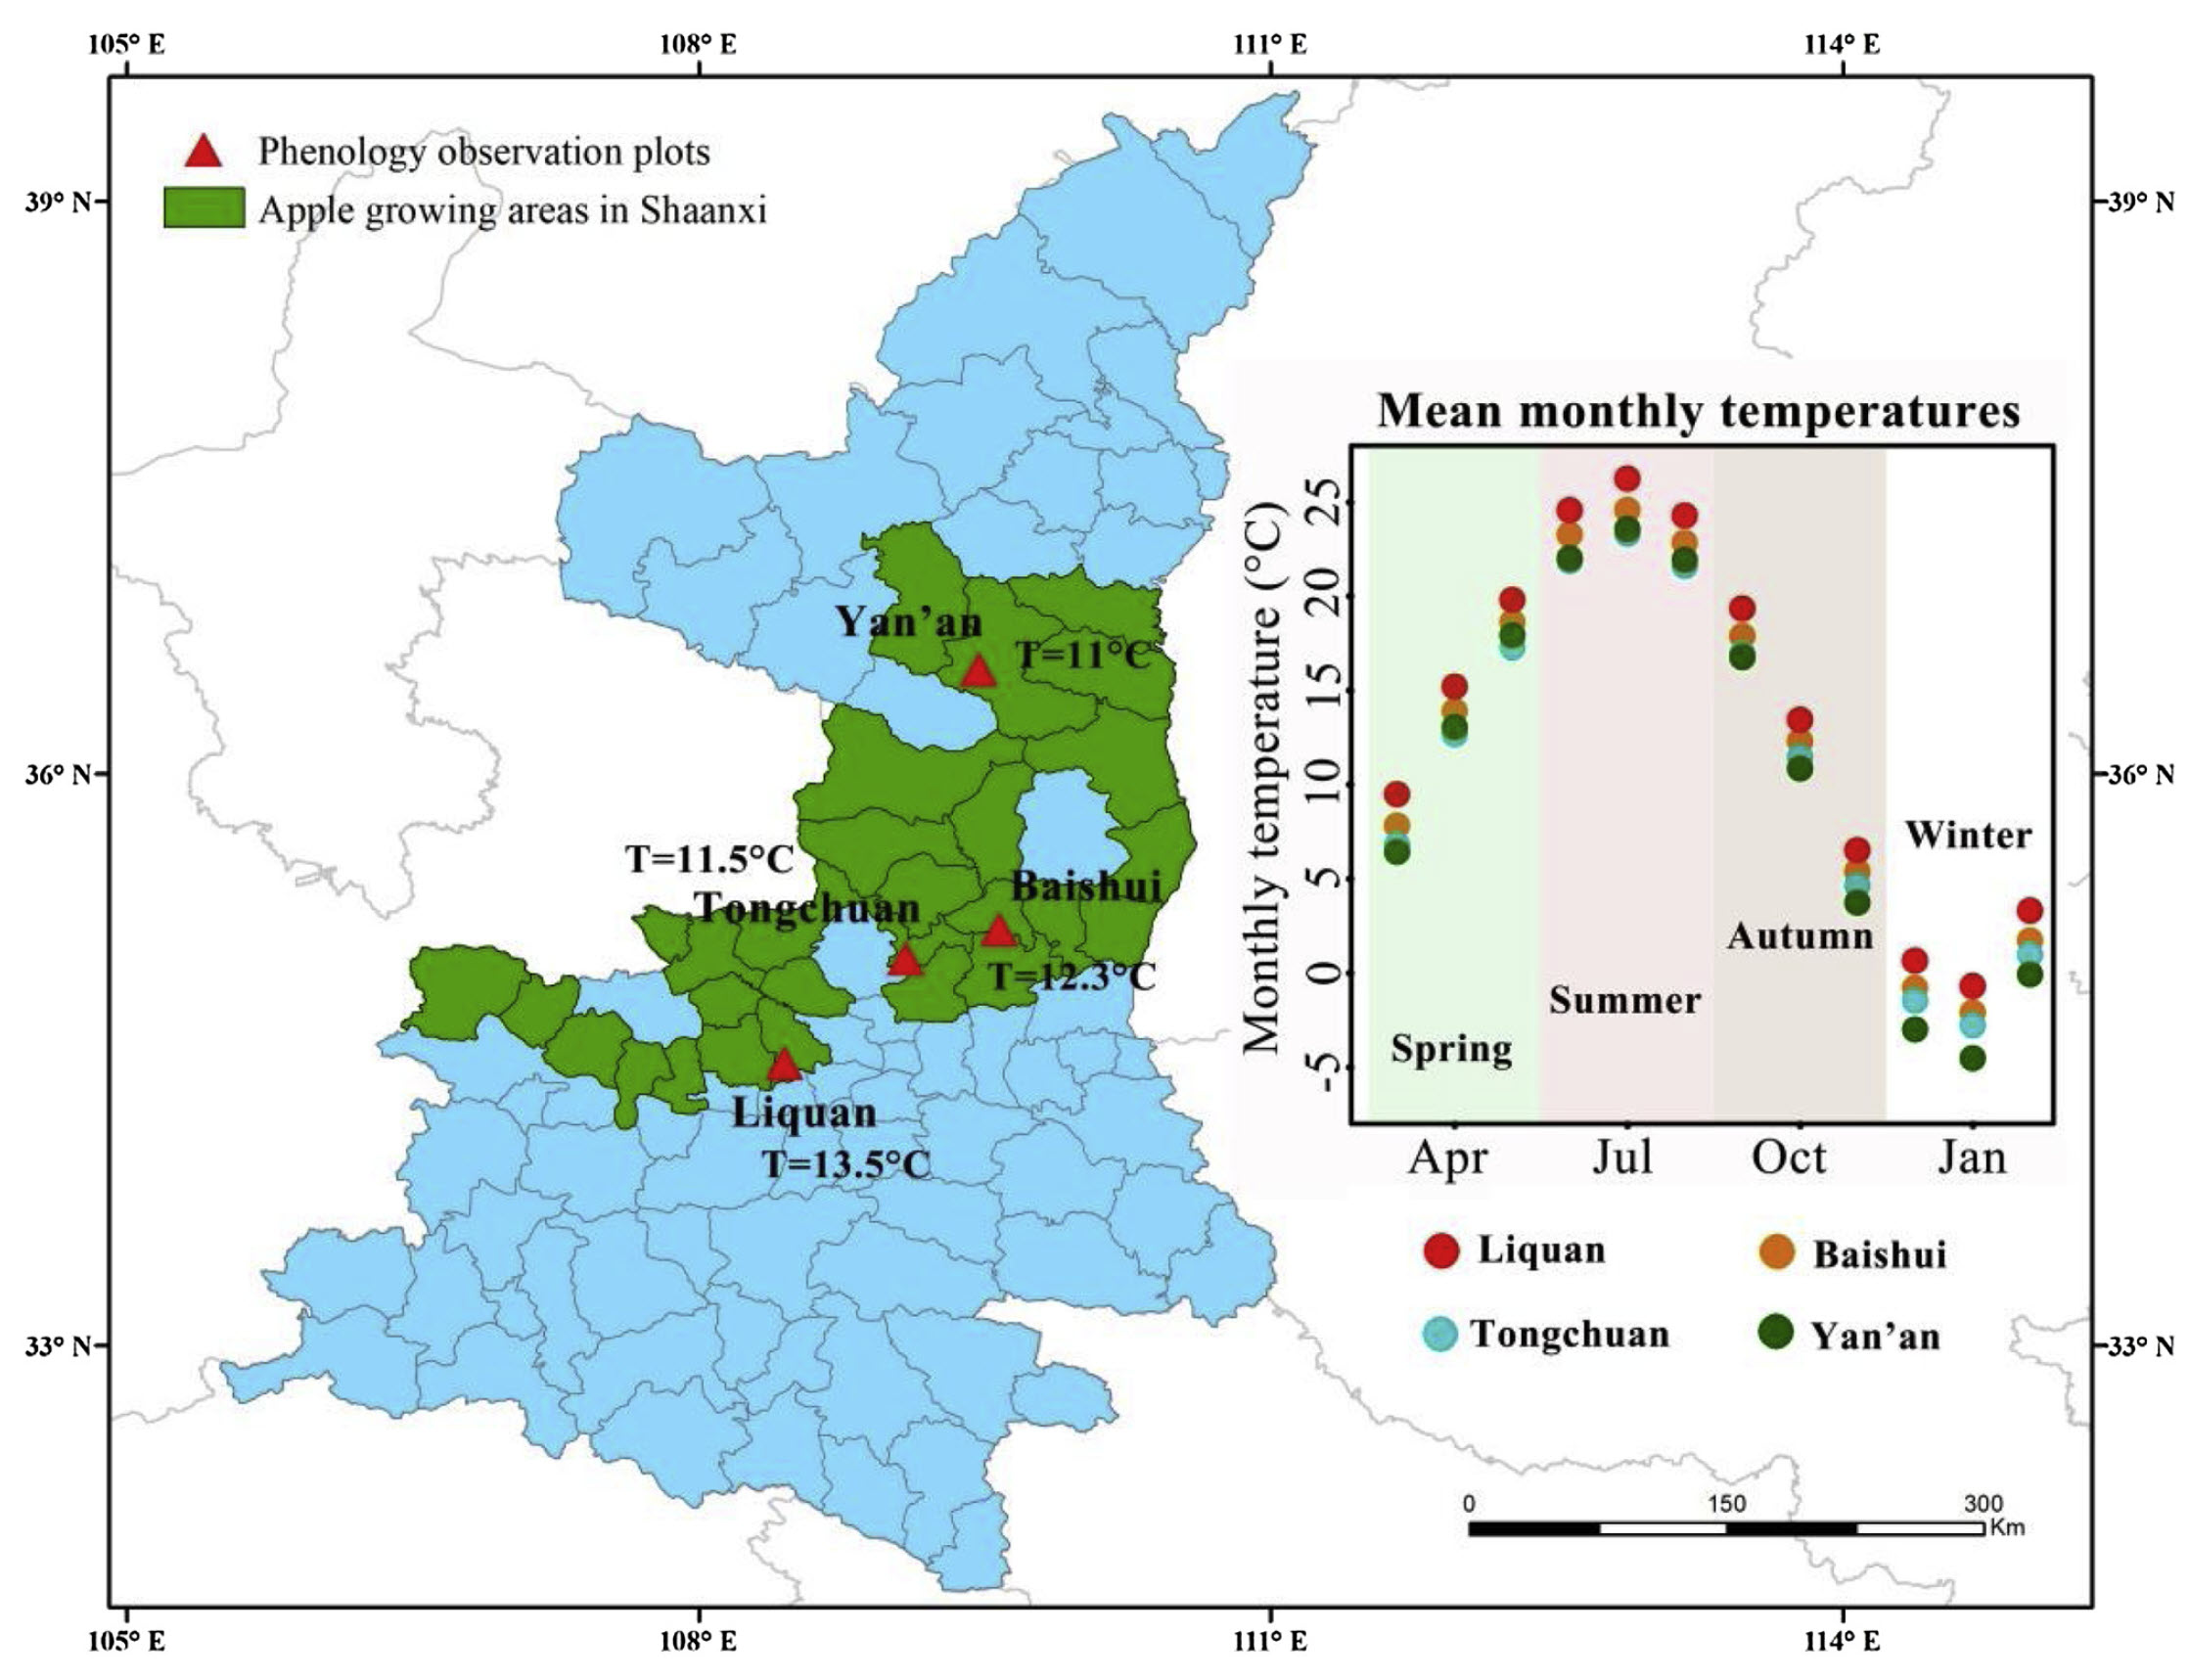 105° E 108° E 111° E 114° E
Phenology observation plots
Apple growing areas in Shaanxi
39° N 39° N
Mean monthly temperatures
Monthly temperature (°C)
25
20
15
10
5
0
-5
Spring
Summer
Autumn
Winter
Apr Jul Oct Jan
Yan’an
T=11°C
36° N 36° N
T=11.5°C
Tongchuan
Baishui
T=12.3°C
Liquan
T=13.5°C
Liquan Baishui
Tongchuan Yan’an
33° N 33° N
0 150 300
Km
105° E 108° E 111° E 114° E